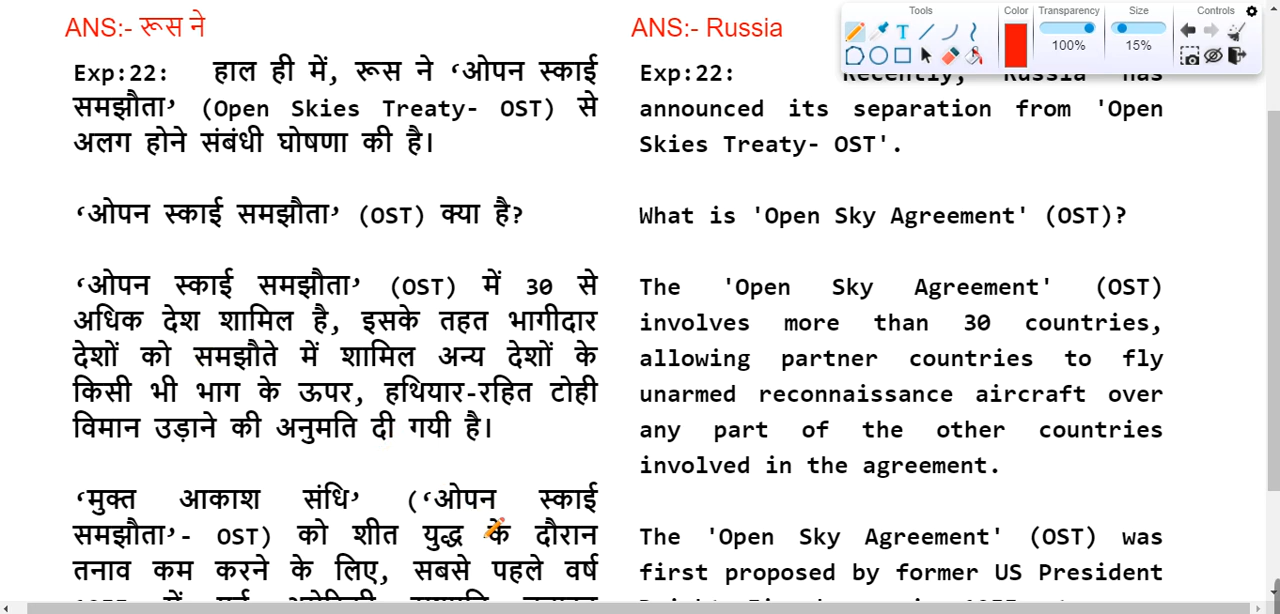 ANS:- रूस ने
Exp:22: हाल ही में, रूस ने ‘ओपन स्काई
समझौता’ (Open Skies Treaty- OST) से
अलग होने संबंधी घोषणा की है।
‘ओपन स्काई समझौता’ (OST) क्या है?
‘ओपन स्काई समझौता’ (OST) में 30 से
अधिक देश शामिल है, इसके तहत भागीदार
देशों को समझौते में शामिल अन्य देशों के
किसी भी भाग के ऊपर, हथियार-रहित टोही
विमान उड़ाने की अनुमति दी गयी है।
‘मुक्त आकाश संधि’ (‘ओपन स्काई
समझौता’- OST) को शीत युद्ध के दौरान
तनाव कम करने के लिए, सबसे पहले वर्ष
ANS:- Russia
Exp:22: Recently, Russia has
announced its separation from 'Open
Skies Treaty- OST'.
What is 'Open Sky Agreement' (OST)?
The 'Open Sky Agreement' (OST)
involves more than 30 countries,
allowing partner countries to fly
unarmed reconnaissance aircraft over
any part of the other countries
involved in the agreement.
The 'Open Sky Agreement' (OST) was
first proposed by former US President
Tools
Color
Transparency
100%
Size
15%
Controls